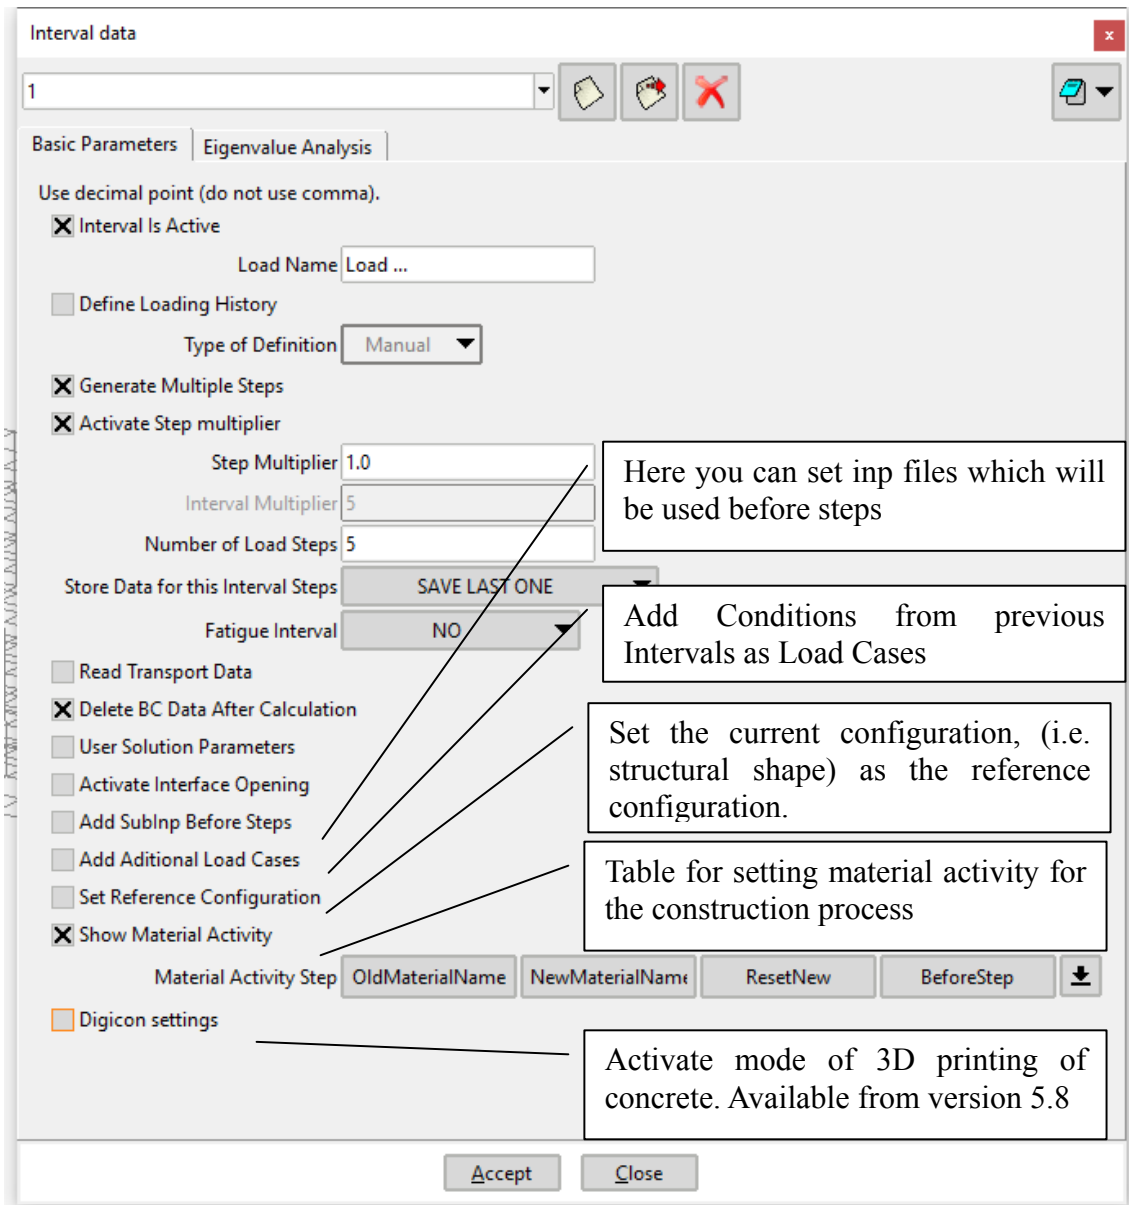 Interval data
x
1
Basic Parameters
Eigenvalue Analysis
Use decimal point (do not use comma).
Interval Is Active
Load Name Load ...
Define Loading History
Type of Definition Manual
Generate Multiple Steps
Activate Step multiplier
Step Multiplier 1.0
Interval Multiplier 5
Number of Load Steps 5
Store Data for this Interval Steps SAVE LAST ONE
Fatigue Interval NO
Read Transport Data
Delete BC Data After Calculation
User Solution Parameters
Activate Interface Opening
Add SubInp Before Steps
Add Aditional Load Cases
Set Reference Configuration
Show Material Activity
Material Activity Step OldMaterialName NewMaterialName ResetNew BeforeStep
Digicon settings
Here you can set inp files which will
be used before steps
Add Conditions from previous
Intervals as Load Cases
Set the current configuration, (i.e.
structural shape) as the reference
configuration.
Table for setting material activity for
the construction process
Activate mode of 3D printing of
concrete. Available from version 5.8
Accept
Close